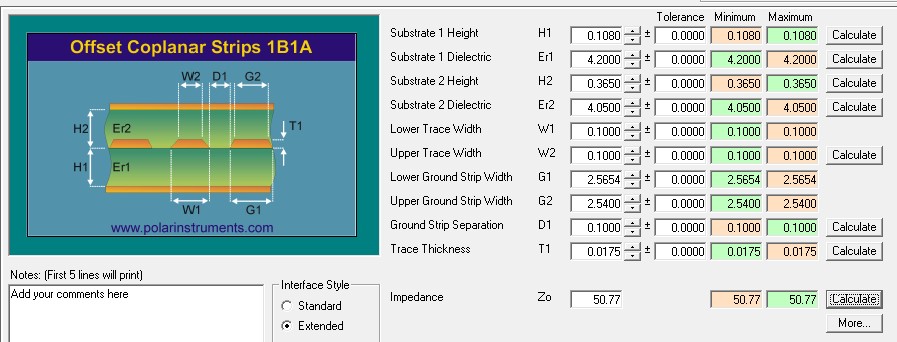 Tolerance Minimum Maximum
Offset Coplanar Strips 1B1A
W2 D1 G2
T1
H2 Er2
H1 Er1
W1 G1
www.polarinstruments.com
Substrate 1 Height H1 0.1080 ± 0.0000 0.1080 0.1080 Calculate
Substrate 1 Dielectric Er1 4.2000 ± 0.0000 4.2000 4.2000 Calculate
Substrate 2 Height H2 0.3650 ± 0.0000 0.3650 0.3650 Calculate
Substrate 2 Dielectric Er2 4.0500 ± 0.0000 4.0500 4.0500 Calculate
Lower Trace Width W1 0.1000 ± 0.0000 0.1000 0.1000
Upper Trace Width W2 0.1000 ± 0.0000 0.1000 0.1000 Calculate
Lower Ground Strip Width G1 2.5654 ± 0.0000 2.5654 2.5654
Upper Ground Strip Width G2 2.5400 ± 0.0000 2.5400 2.5400
Ground Strip Separation D1 0.1000 ± 0.0000 0.1000 0.1000 Calculate
Trace Thickness T1 0.0175 ± 0.0000 0.0175 0.0175 Calculate
Notes: (First 5 lines will print)
Add your comments here
Interface Style
Standard
Extended
Impedance Zo 50.77 50.77 50.77 Calculate
More...